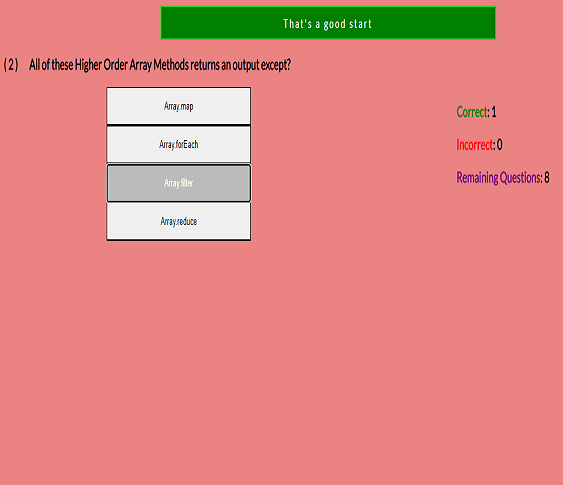 That's a good start
(2) All of these Higher Order Array Methods returns an output except?
Array.map
Array.forEach
Array.filter
Array.reduce
Correct: 1
Incorrect: 0
Remaining Questions: 8